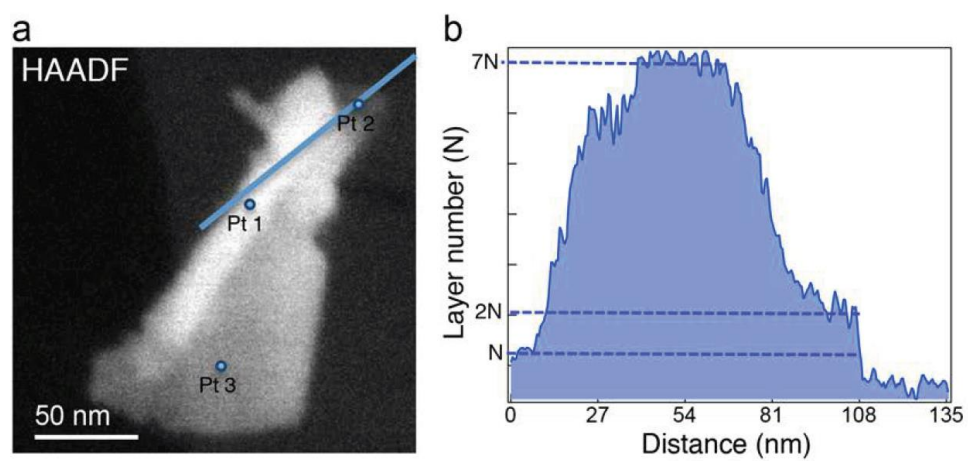 a
HAADF
Pt 2
Pt 1
Pt 3
50 nm
b
Layer number (N)
7N
2N
N
0 27 54 81 108 135
Distance (nm)